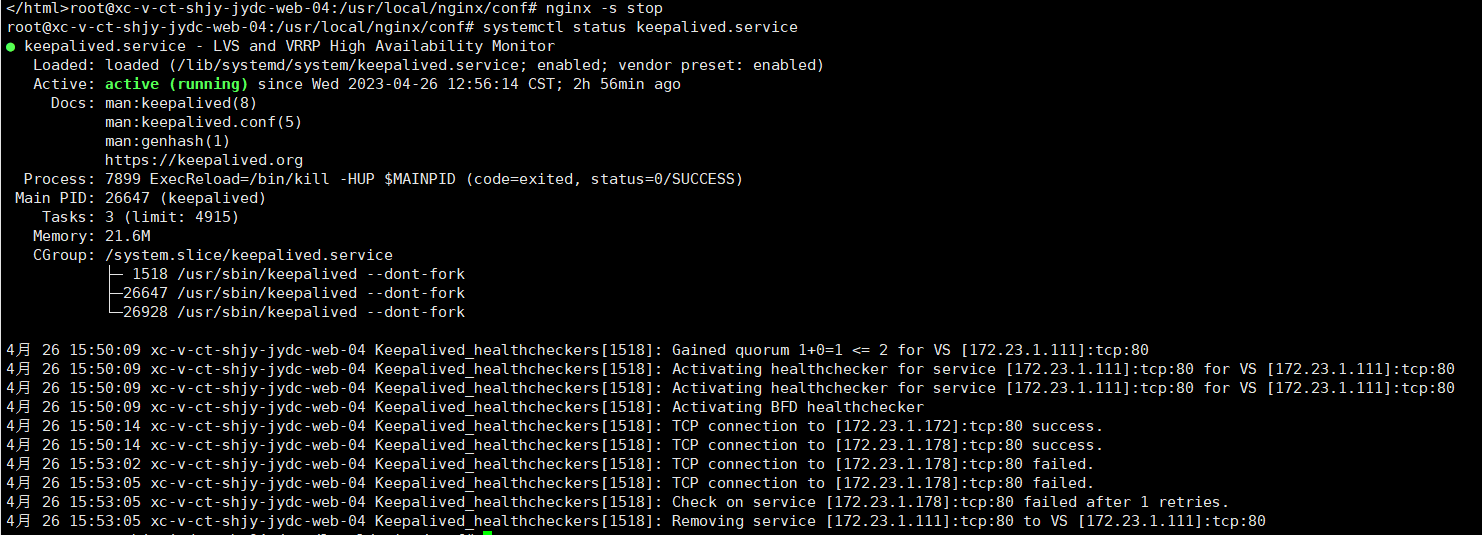 </html>root@xc-v-ct-shjy-jydc-web-04:/usr/local/nginx/conf# nginx -s stop
root@xc-v-ct-shjy-jydc-web-04:/usr/local/nginx/conf# systemctl status keepalived.service
● keepalived.service - LVS and VRRP High Availability Monitor
   Loaded: loaded (/lib/systemd/system/keepalived.service; enabled; vendor preset: enabled)
   Active: active (running) since Wed 2023-04-26 12:56:14 CST; 2h 56min ago
     Docs: man:keepalived(8)
           man:keepalived.conf(5)
           man:genhash(1)
           https://keepalived.org
  Process: 7899 ExecReload=/bin/kill -HUP $MAINPID (code=exited, status=0/SUCCESS)
 Main PID: 26647 (keepalived)
    Tasks: 3 (limit: 4915)
   Memory: 21.6M
   CGroup: /system.slice/keepalived.service
           ├─ 1518 /usr/sbin/keepalived --dont-fork
           ├─26647 /usr/sbin/keepalived --dont-fork
           └─26928 /usr/sbin/keepalived --dont-fork
4月 26 15:50:09 xc-v-ct-shjy-jydc-web-04 Keepalived_healthcheckers[1518]: Gained quorum 1+0=1 <= 2 for VS [172.23.1.111]:tcp:80
4月 26 15:50:09 xc-v-ct-shjy-jydc-web-04 Keepalived_healthcheckers[1518]: Activating healthchecker for service [172.23.1.111]:tcp:80 for VS [172.23.1.111]:tcp:80
4月 26 15:50:09 xc-v-ct-shjy-jydc-web-04 Keepalived_healthcheckers[1518]: Activating healthchecker for service [172.23.1.111]:tcp:80 for VS [172.23.1.111]:tcp:80
4月 26 15:50:09 xc-v-ct-shjy-jydc-web-04 Keepalived_healthcheckers[1518]: Activating BFD healthchecker
4月 26 15:50:14 xc-v-ct-shjy-jydc-web-04 Keepalived_healthcheckers[1518]: TCP connection to [172.23.1.172]:tcp:80 success.
4月 26 15:50:14 xc-v-ct-shjy-jydc-web-04 Keepalived_healthcheckers[1518]: TCP connection to [172.23.1.178]:tcp:80 success.
4月 26 15:53:02 xc-v-ct-shjy-jydc-web-04 Keepalived_healthcheckers[1518]: TCP connection to [172.23.1.178]:tcp:80 failed.
4月 26 15:53:05 xc-v-ct-shjy-jydc-web-04 Keepalived_healthcheckers[1518]: TCP connection to [172.23.1.178]:tcp:80 failed.
4月 26 15:53:05 xc-v-ct-shjy-jydc-web-04 Keepalived_healthcheckers[1518]: Check on service [172.23.1.178]:tcp:80 failed after 1 retries.
4月 26 15:53:05 xc-v-ct-shjy-jydc-web-04 Keepalived_healthcheckers[1518]: Removing service [172.23.1.111]:tcp:80 to VS [172.23.1.111]:tcp:80